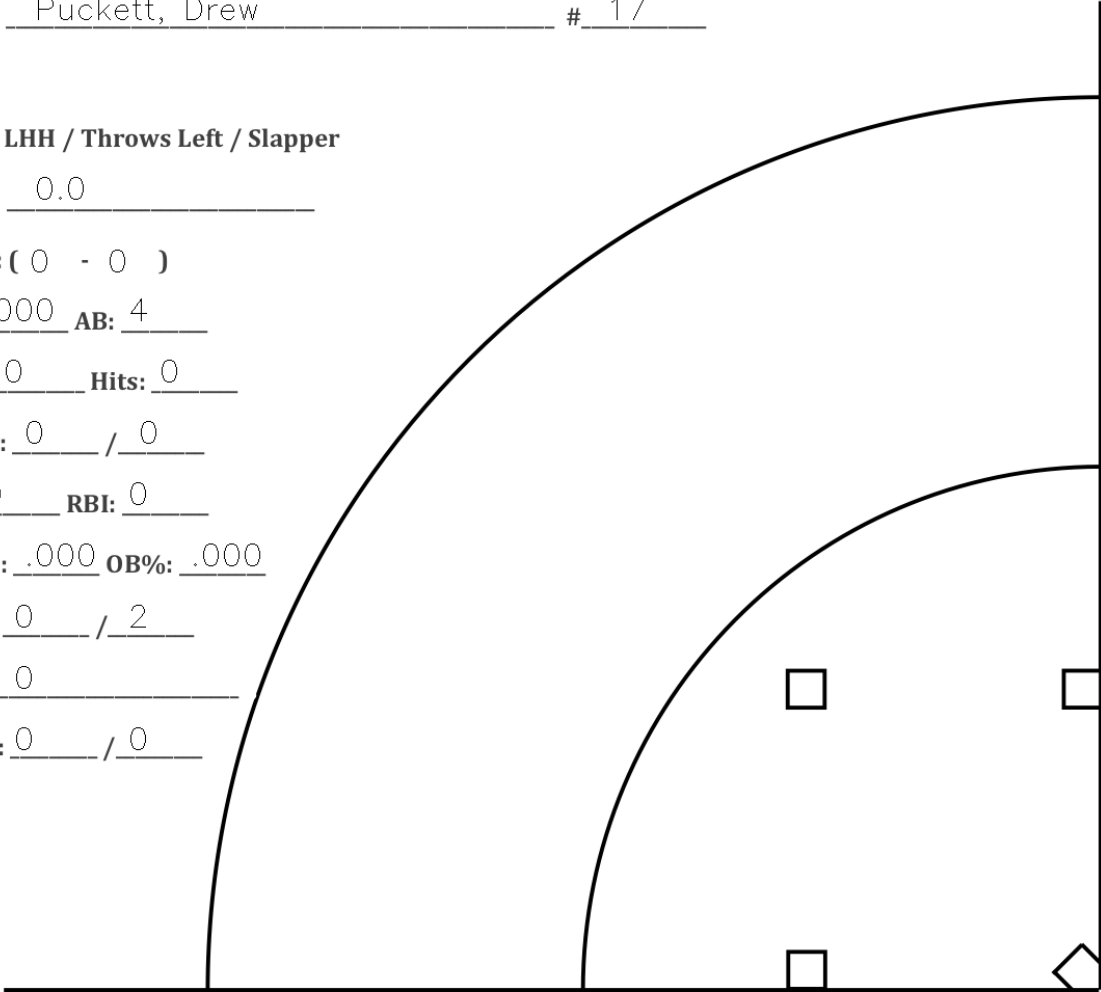 Puckett, Drew #17
LHH / Throws Left / Slapper
0.0
: ( 0 - 0 )
000 AB: 4
0 Hits: 0
: 0 / 0
RBI: 0
: .000 OB%: .000
0 / 2
0
: 0 / 0